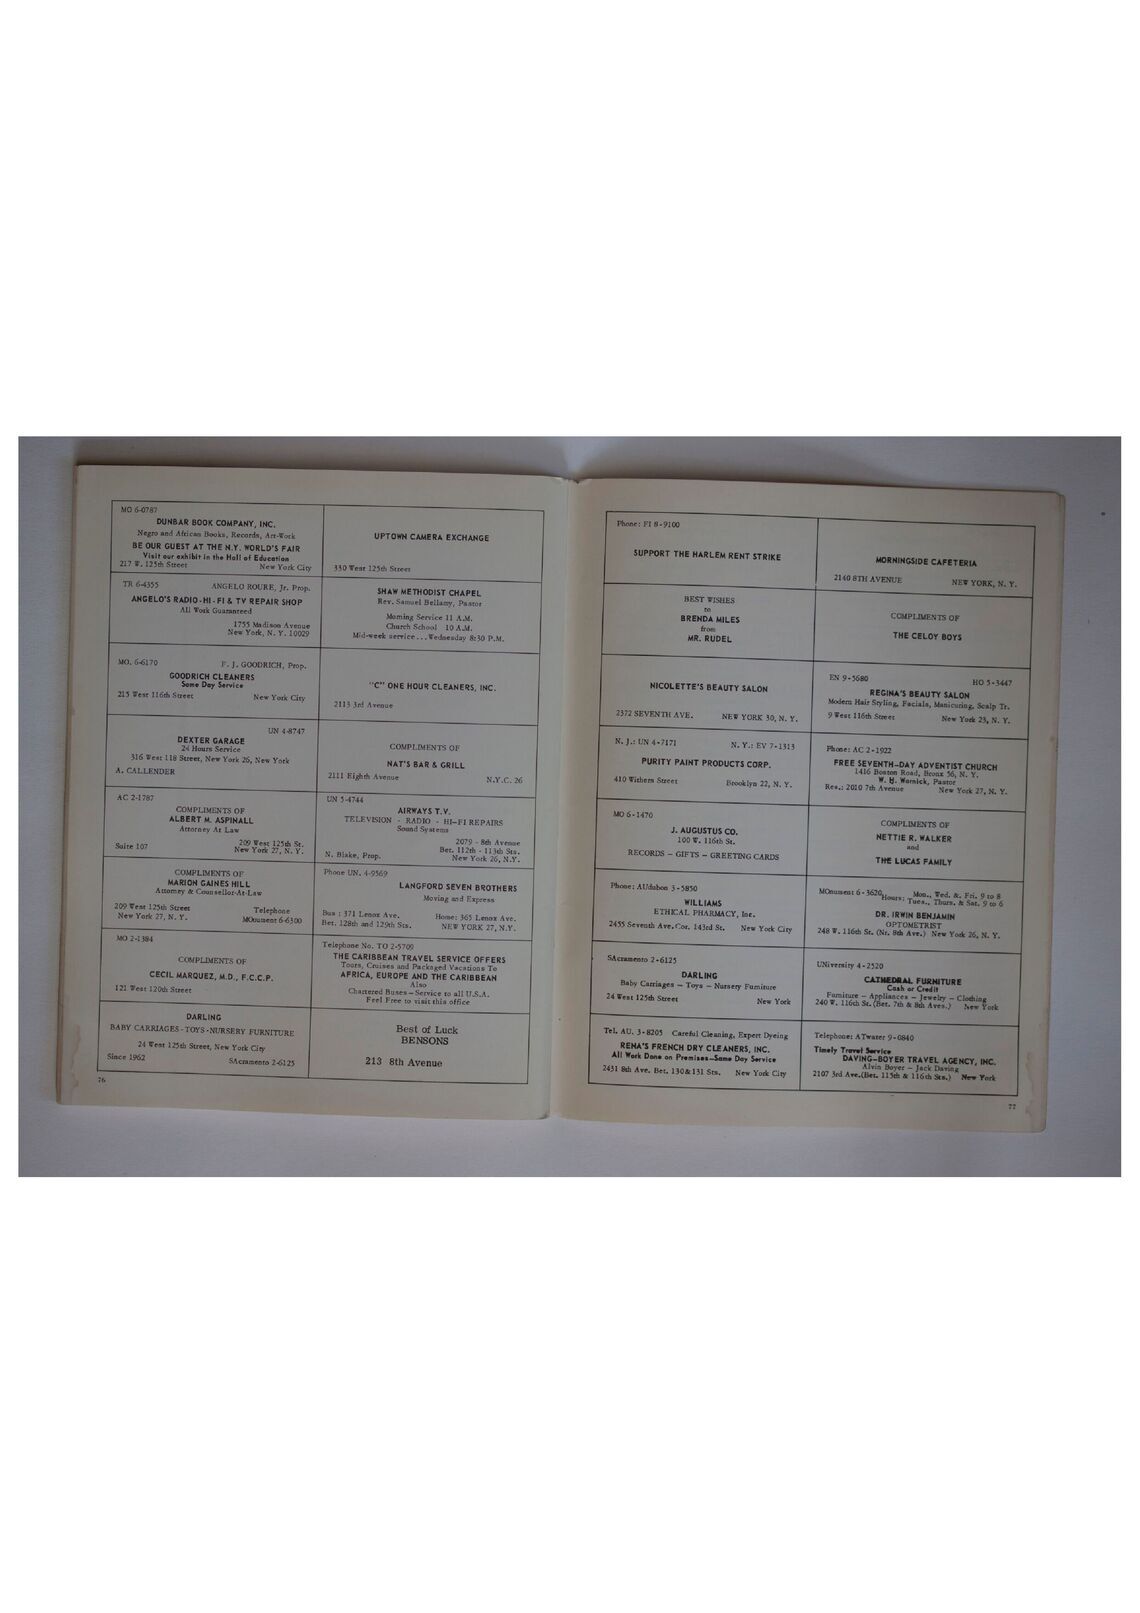 MO 6-0787
DUNBAR BOOK COMPANY, INC.
Negro and African Books, Records, Art-Work
BE OUR GUEST AT THE N.Y. WORLD'S FAIR
Visit our exhibit in the Hall of Education
217 W. 125th Street New York City
UPTOWN CAMERA EXCHANGE
330 West 125th Street
TR 6-4355 ANGELO ROURE, Jr. Prop.
ANGELO'S RADIO-HI-FI & TV REPAIR SHOP
All Work Guaranteed
1755 Madison Avenue
New York, N.Y. 10029
SHAW METHODIST CHAPEL
Rev. Samuel Bellamy, Pastor
Morning Service 11 A.M.
Church School 10 A.M.
Mid-week service...Wednesday 8:30 P.M.
MO. 6-6170 F. J. GOODRICH, Prop.
GOODRICH CLEANERS
Same Day Service
215 West 116th Street New York City
"C" ONE HOUR CLEANERS, INC.
2113 3rd Avenue
UN 4-8747
DEXTER GARAGE
24 Hours Service
316 West 118 Street, New York 26, New York
A. CALLENDER
COMPLIMENTS OF
NAT'S BAR & GRILL
2111 Eighth Avenue N.Y.C. 26
AC 2-1787
COMPLIMENTS OF
ALBERT M. ASPINALL
Attorney At Law
Suite 107 209 West 125th St.
New York 27, N.Y.
UN 5-4744
AIRWAYS T.V.
TELEVISION - RADIO - HI-FI REPAIRS
Sound Systems
2079 - 8th Avenue
Bet. 112th - 113th Sts.
N. Blake, Prop. New York 26, N.Y.
COMPLIMENTS OF
MARION GAINES HILL
Attorney & Counsellor-At-Law
209 West 125th Street Telephone
New York 27, N.Y. MOnument 6-6300
Phone UN. 4-9569
LANGFORD SEVEN BROTHERS
Moving and Express
Bus : 371 Lenox Ave. Home: 365 Lenox Ave.
Bet. 128th and 129th Sts. NEW YORK 27, N.Y.
MO 2-1384
COMPLIMENTS OF
CECIL MARQUEZ, M.D., F.C.C.P.
121 West 120th Street
Telephone No. TO 2-5709
THE CARIBBEAN TRAVEL SERVICE OFFERS
Tours, Cruises and Packaged Vacations To
AFRICA, EUROPE AND THE CARIBBEAN
Also
Chartered Buses - Service to all U.S.A.
Feel Free to visit this office
DARLING
BABY CARRIAGES - TOYS - NURSERY FURNITURE
24 West 125th Street, New York City
Since 1962 SAcramento 2-6125
Best of Luck
BENSONS
213 8th Avenue
76
Phone: FI 8-9100
SUPPORT THE HARLEM RENT STRIKE
MORNINGSIDE CAFETERIA
2140 8TH AVENUE NEW YORK, N.Y.
BEST WISHES
to
BRENDA MILES
from
MR. RUDEL
COMPLIMENTS OF
THE CELOY BOYS
NICOLETTE'S BEAUTY SALON
2372 SEVENTH AVE. NEW YORK 30, N.Y.
EN 9-5680 HO 5-3447
REGINA'S BEAUTY SALON
Modern Hair Styling, Facials, Manicuring, Scalp Tr.
9 West 116th Street New York 23, N.Y.
N. J.: UN 4-7171 N. Y.: EV 7-1313
PURITY PAINT PRODUCTS CORP.
410 Withers Street Brooklyn 22, N.Y.
Phone: AC 2-1922
FREE SEVENTH-DAY ADVENTIST CHURCH
1416 Boston Road, Bronx 56, N.Y.
W. H. Warnick, Pastor
Res.: 2010 7th Avenue New York 27, N.Y.
MO 6-1470
J. AUGUSTUS CO.
100 W. 116th St.
RECORDS - GIFTS - GREETING CARDS
COMPLIMENTS OF
NETTIE R. WALKER
and
THE LUCAS FAMILY
Phone: AUdubon 3-5850
WILLIAMS
ETHICAL PHARMACY, Inc.
2455 Seventh Ave. Cor. 143rd St. New York City
MOnument 6-3620 Hours: Mon., Wed. &. Fri. 9 to 8
Tues., Thurs. & Sat. 9 to 6
DR. IRWIN BENJAMIN
OPTOMETRIST
248 W. 116th St. (Nr. 8th Ave.) New York 26, N.Y.
SAcramento 2-6125
DARLING
Baby Carriages - Toys - Nursery Furniture
24 West 125th Street New York
UNiversity 4-2520
CATHEDRAL FURNITURE
Cash or Credit
Furniture - Appliances - Jewelry - Clothing
240 W. 116th St. (Bet. 7th & 8th Aves.) New York
Tel. AU. 3-8205 Careful Cleaning, Expert Dyeing
RENA'S FRENCH DRY CLEANERS, INC.
All Work Done on Premises-Same Day Service
2431 8th Ave. Bet. 130 & 131 Sts. New York City
Telephone: ATwater 9-0840
Timely Travel Service
DAVING-BOYER TRAVEL AGENCY, INC.
Alvin Boyer - Jack Daving
2107 3rd Ave. (Bet. 115th & 116th Sts.) New York
77